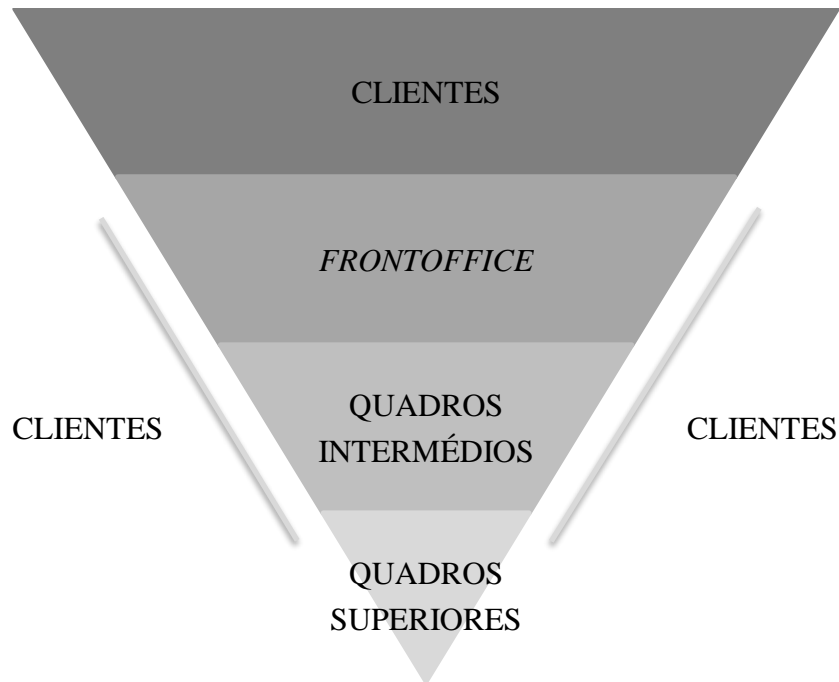 CLIENTES
FRONTOFFICE
QUADROS
INTERMÉDIOS
CLIENTES
CLIENTES
QUADROS
SUPERIORES